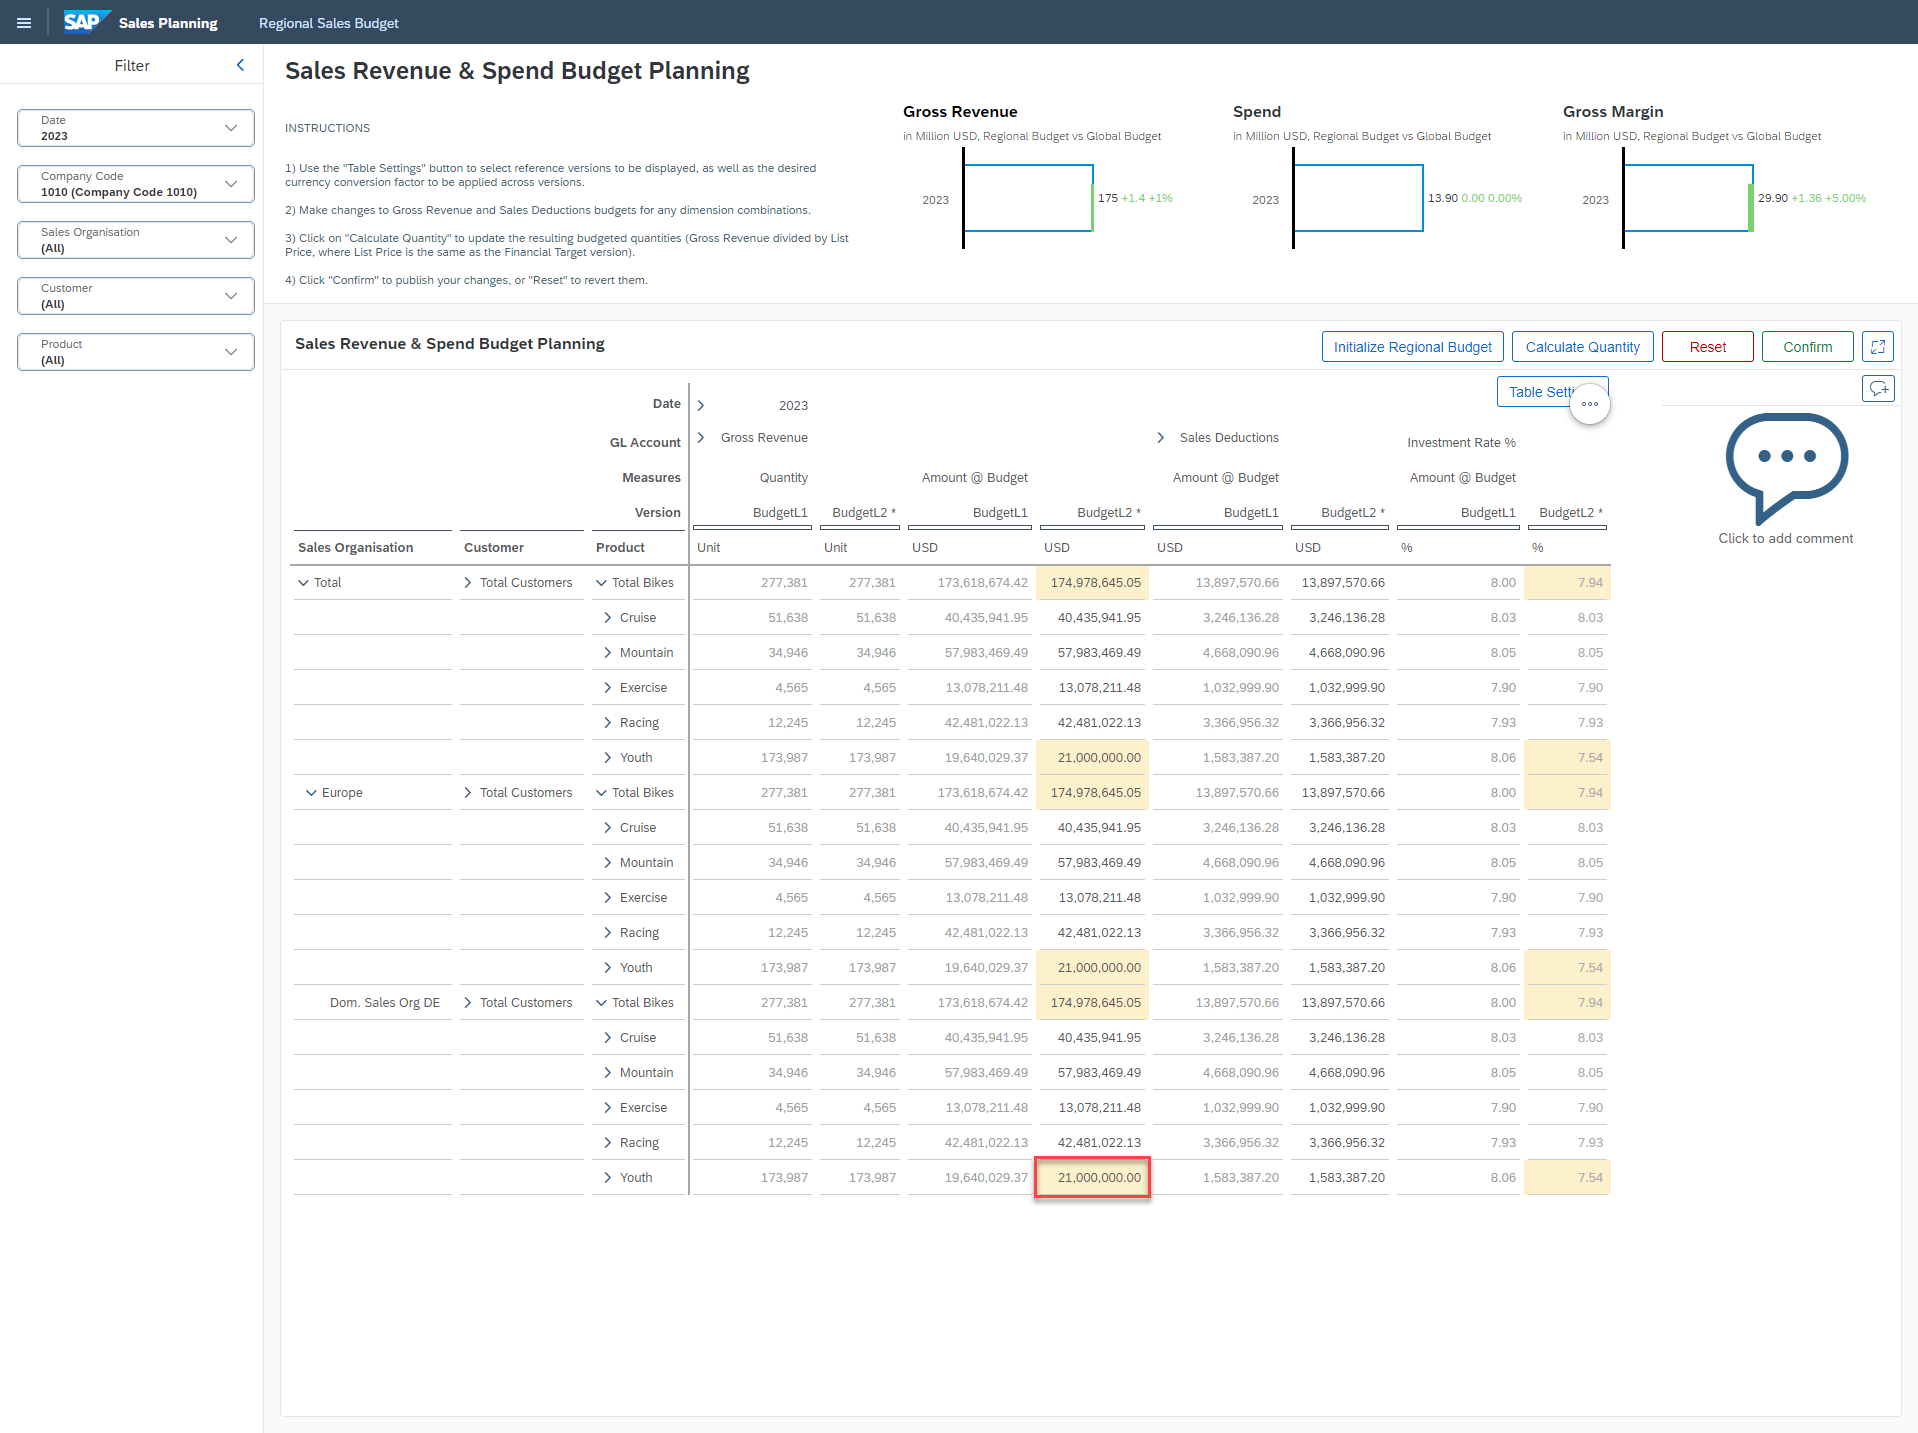 SAP Sales Planning Regional Sales Budget
Filter
Date
2023
Company Code
1010 (Company Code 1010)
Sales Organisation
(All)
Customer
(All)
Product
(All)
Sales Revenue & Spend Budget Planning
INSTRUCTIONS
1) Use the "Table Settings" button to select reference versions to be displayed, as well as the desired
currency conversion factor to be applied across versions.
2) Make changes to Gross Revenue and Sales Deductions budgets for any dimension combinations.
3) Click on "Calculate Quantity" to update the resulting budgeted quantities (Gross Revenue divided by List
Price, where List Price is the same as the Financial Target version).
4) Click "Confirm" to publish your changes, or "Reset" to revert them.
Gross Revenue
in Million USD, Regional Budget vs Global Budget
2023 175 +1.4 +1%
Spend
in Million USD, Regional Budget vs Global Budget
2023 13.90 0.00 0.00%
Gross Margin
in Million USD, Regional Budget vs Global Budget
2023 29.90 +1.36 +5.00%
Sales Revenue & Spend Budget Planning
Initialize Regional Budget Calculate Quantity Reset Confirm
Table Setti
Date 2023
GL Account Gross Revenue Sales Deductions Investment Rate %
Measures Quantity Amount @ Budget Amount @ Budget Amount @ Budget
Version BudgetL1 BudgetL2 * BudgetL1 BudgetL2 * BudgetL1 BudgetL2 * BudgetL1 BudgetL2 *
Sales Organisation Customer Product Unit Unit USD USD USD USD % %
Total Total Customers Total Bikes 277,381 277,381 173,618,674.42 174,978,645.05 13,897,570.66 13,897,570.66 8.00 7.94
Cruise 51,638 51,638 40,435,941.95 40,435,941.95 3,246,136.28 3,246,136.28 8.03 8.03
Mountain 34,946 34,946 57,983,469.49 57,983,469.49 4,668,090.96 4,668,090.96 8.05 8.05
Exercise 4,565 4,565 13,078,211.48 13,078,211.48 1,032,999.90 1,032,999.90 7.90 7.90
Racing 12,245 12,245 42,481,022.13 42,481,022.13 3,366,956.32 3,366,956.32 7.93 7.93
Youth 173,987 173,987 19,640,029.37 21,000,000.00 1,583,387.20 1,583,387.20 8.06 7.54
Europe Total Customers Total Bikes 277,381 277,381 173,618,674.42 174,978,645.05 13,897,570.66 13,897,570.66 8.00 7.94
Cruise 51,638 51,638 40,435,941.95 40,435,941.95 3,246,136.28 3,246,136.28 8.03 8.03
Mountain 34,946 34,946 57,983,469.49 57,983,469.49 4,668,090.96 4,668,090.96 8.05 8.05
Exercise 4,565 4,565 13,078,211.48 13,078,211.48 1,032,999.90 1,032,999.90 7.90 7.90
Racing 12,245 12,245 42,481,022.13 42,481,022.13 3,366,956.32 3,366,956.32 7.93 7.93
Youth 173,987 173,987 19,640,029.37 21,000,000.00 1,583,387.20 1,583,387.20 8.06 7.54
Dom. Sales Org DE Total Customers Total Bikes 277,381 277,381 173,618,674.42 174,978,645.05 13,897,570.66 13,897,570.66 8.00 7.94
Cruise 51,638 51,638 40,435,941.95 40,435,941.95 3,246,136.28 3,246,136.28 8.03 8.03
Mountain 34,946 34,946 57,983,469.49 57,983,469.49 4,668,090.96 4,668,090.96 8.05 8.05
Exercise 4,565 4,565 13,078,211.48 13,078,211.48 1,032,999.90 1,032,999.90 7.90 7.90
Racing 12,245 12,245 42,481,022.13 42,481,022.13 3,366,956.32 3,366,956.32 7.93 7.93
Youth 173,987 173,987 19,640,029.37 21,000,000.00 1,583,387.20 1,583,387.20 8.06 7.54
Click to add comment